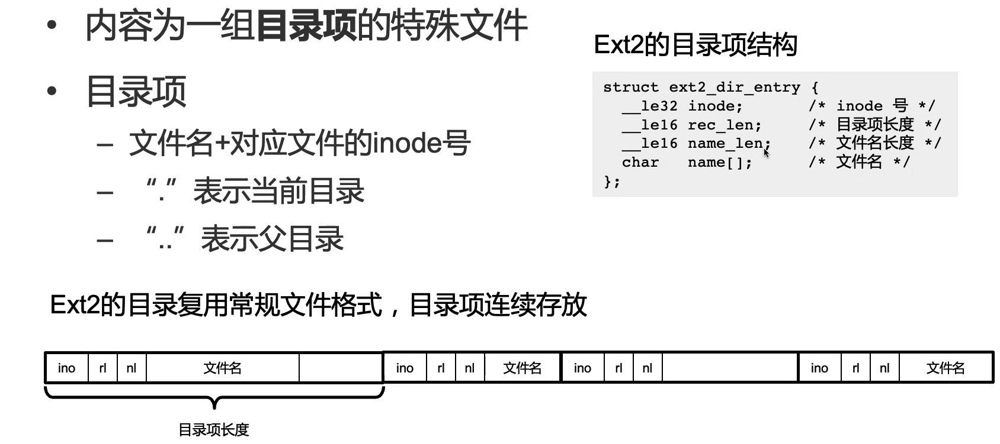 • 内容为一组目录项的特殊文件
• 目录项
– 文件名+对应文件的inode号
– “.”表示当前目录
– “..”表示父目录
Ext2的目录项结构
struct ext2_dir_entry {
__le32 inode; /* inode 号 */
__le16 rec_len; /* 目录项长度 */
__le16 name_len; /* 文件名长度 */
char name[]; /* 文件名 */
};
Ext2的目录复用常规文件格式，目录项连续存放
ino rl nl 文件名 ino rl nl 文件名 ino rl nl ino rl nl 文件名
目录项长度